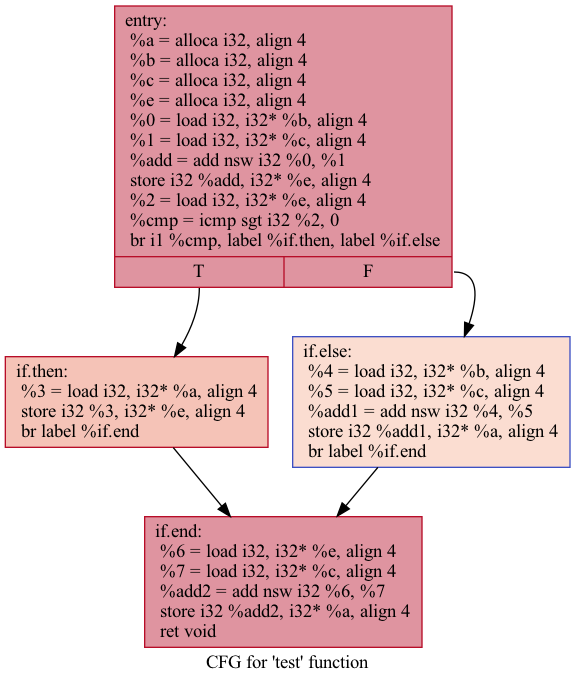 entry:
%a = alloca i32, align 4
%b = alloca i32, align 4
%c = alloca i32, align 4
%e = alloca i32, align 4
%0 = load i32, i32* %b, align 4
%1 = load i32, i32* %c, align 4
%add = add nsw i32 %0, %1
store i32 %add, i32* %e, align 4
%2 = load i32, i32* %e, align 4
%cmp = icmp sgt i32 %2, 0
br i1 %cmp, label %if.then, label %if.else
T
F
if.then:
%3 = load i32, i32* %a, align 4
store i32 %3, i32* %e, align 4
br label %if.end
if.else:
%4 = load i32, i32* %b, align 4
%5 = load i32, i32* %c, align 4
%add1 = add nsw i32 %4, %5
store i32 %add1, i32* %a, align 4
br label %if.end
if.end:
%6 = load i32, i32* %e, align 4
%7 = load i32, i32* %c, align 4
%add2 = add nsw i32 %6, %7
store i32 %add2, i32* %a, align 4
ret void
CFG for 'test' function